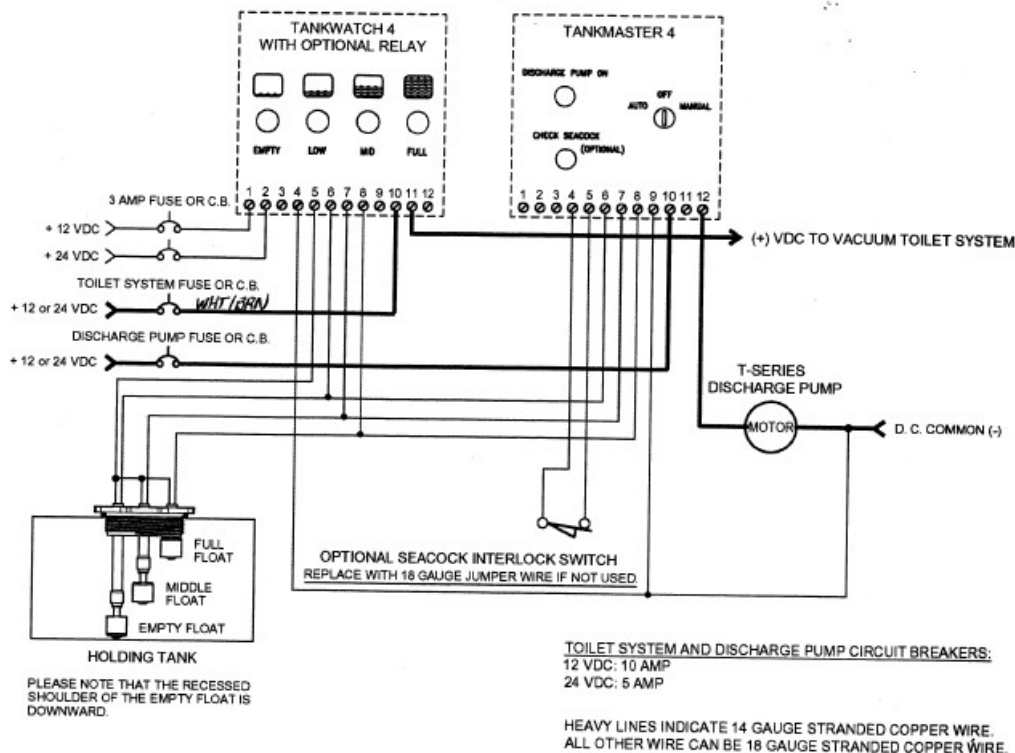 TANKWATCH 4
WITH OPTIONAL RELAY
EMPTY LOW MID FULL
1 2 3 4 5 6 7 8 9 10 11 12
TANKMASTER 4
DISCHARGE PUMP ON
OFF
AUTO MANUAL
CHECK SEACOCK
(OPTIONAL)
1 2 3 4 5 6 7 8 9 10 11 12
3 AMP FUSE OR C.B.
+ 12 VDC
+ 24 VDC
TOILET SYSTEM FUSE OR C.B.
WHT/BRN
+ 12 or 24 VDC
DISCHARGE PUMP FUSE OR C.B.
+ 12 or 24 VDC
(+) VDC TO VACUUM TOILET SYSTEM
T-SERIES
DISCHARGE PUMP
MOTOR
D. C. COMMON (-)
FULL
FLOAT
MIDDLE
FLOAT
EMPTY FLOAT
HOLDING TANK
PLEASE NOTE THAT THE RECESSED
SHOULDER OF THE EMPTY FLOAT IS
DOWNWARD.
OPTIONAL SEACOCK INTERLOCK SWITCH
REPLACE WITH 18 GAUGE JUMPER WIRE IF NOT USED.
TOILET SYSTEM AND DISCHARGE PUMP CIRCUIT BREAKERS:
12 VDC: 10 AMP
24 VDC: 5 AMP
HEAVY LINES INDICATE 14 GAUGE STRANDED COPPER WIRE.
ALL OTHER WIRE CAN BE 18 GAUGE STRANDED COPPER WIRE.